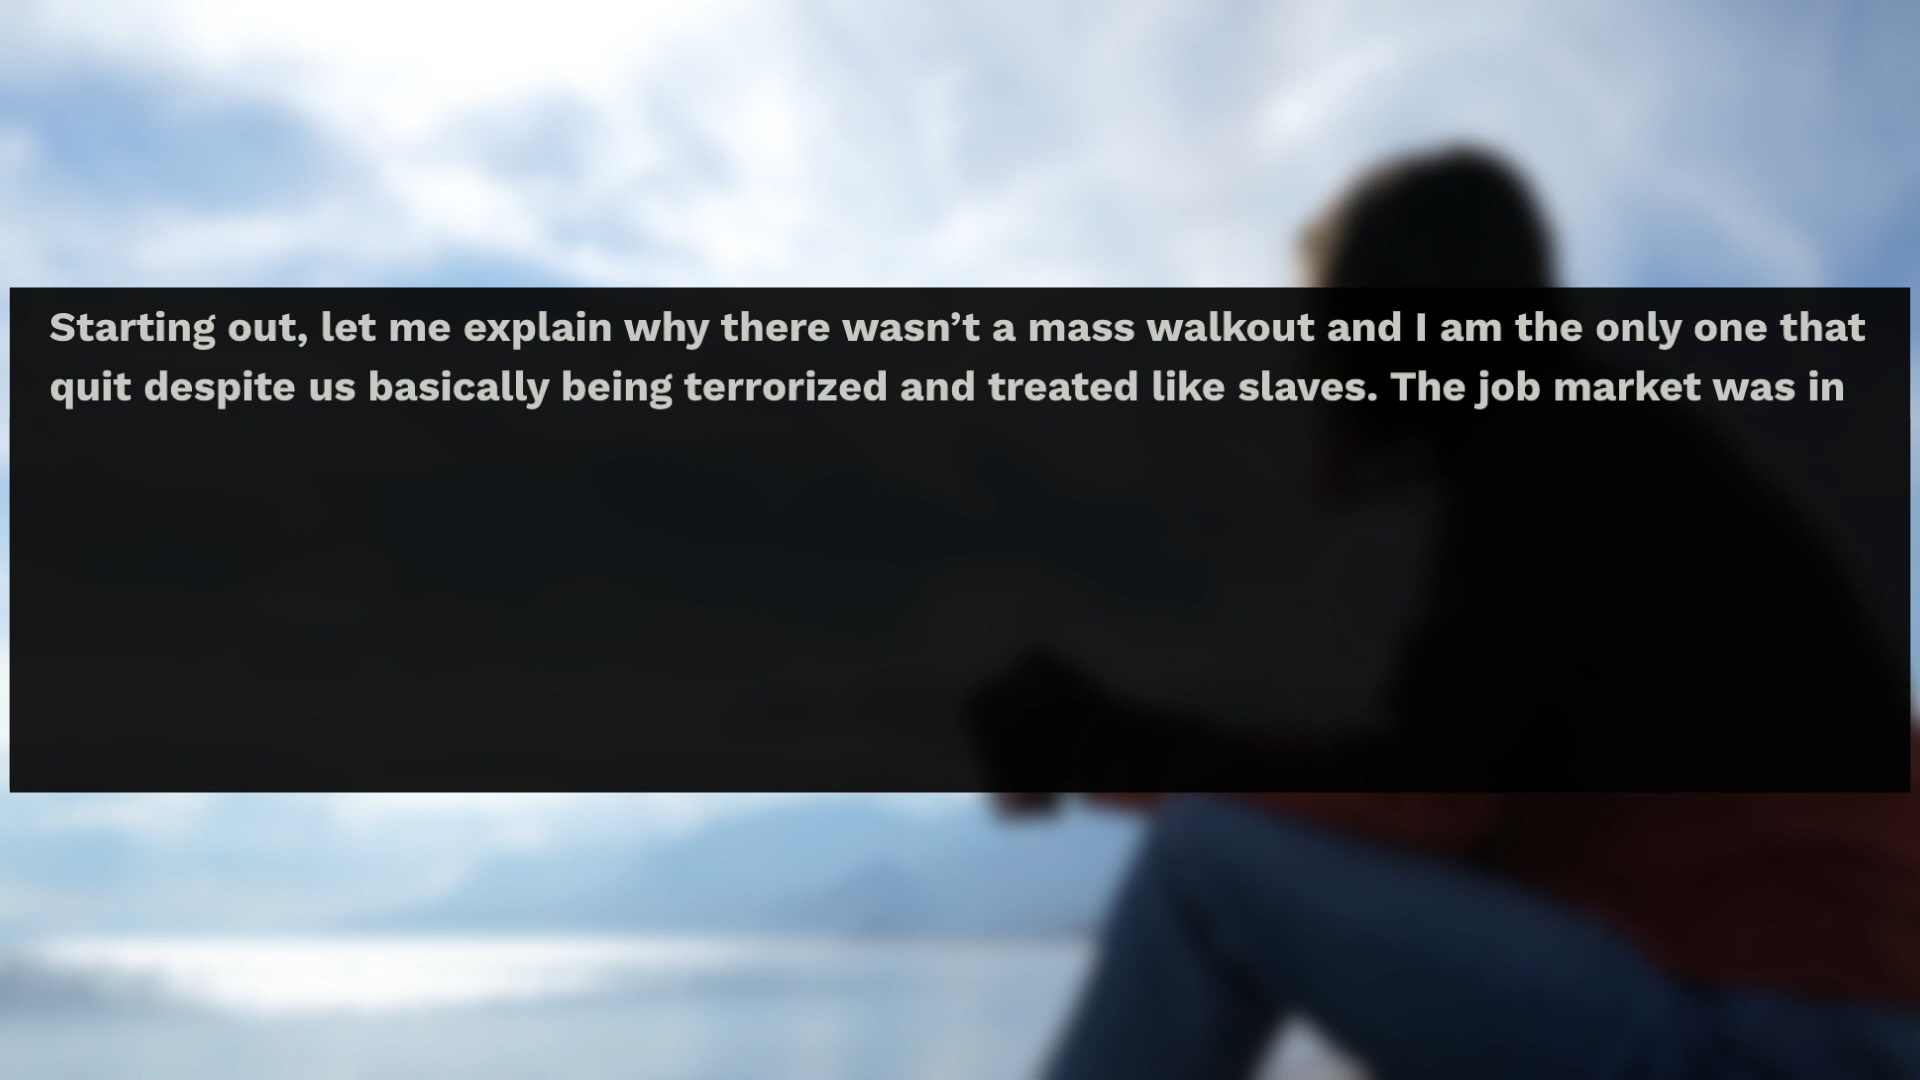 Starting out, let me explain why there wasn’t a mass walkout and I am the only one that
quit despite us basically being terrorized and treated like slaves. The job market was in